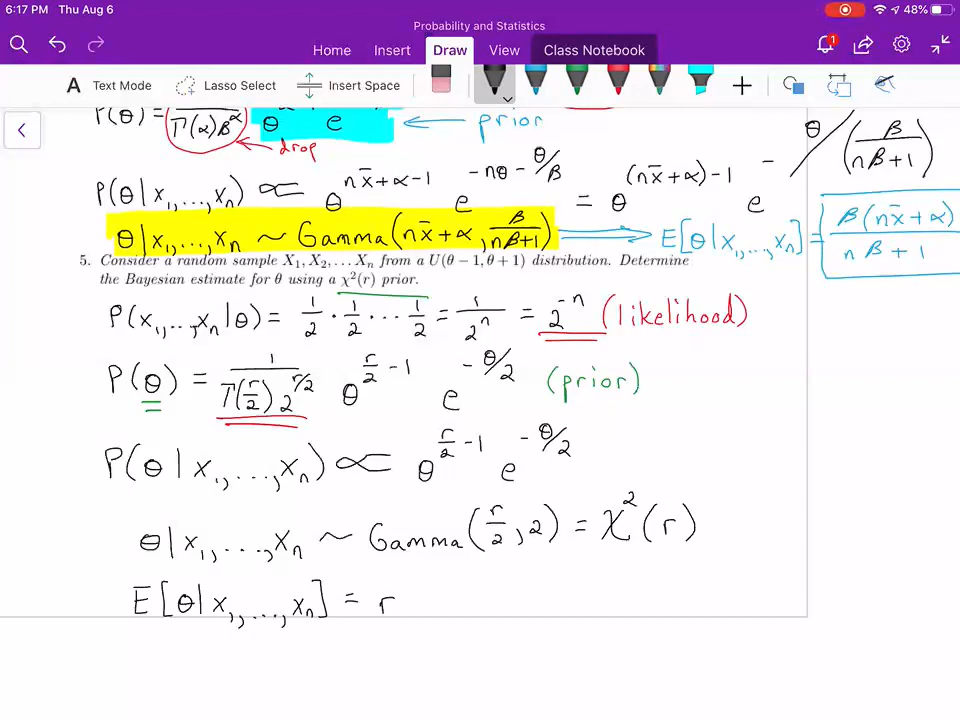 6:17 PM Thu Aug 6
48%
Probability and Statistics
Home Insert Draw View Class Notebook
1
A Text Mode Lasso Select Insert Space
P(θ) = Γ(α)β^α θ e ← prior
drop
P(θ|x₁,...,xₙ) ∝ θ^(nx̄+α-1) e^(-nθ-θ/β) = θ^((nx̄+α)-1) e^(-θ/(β/(nβ+1)))
θ|x₁,...,xₙ ~ Gamma(nx̄+α, β/(nβ+1)) ⟹ E[θ|x₁,...,xₙ] = β(nx̄+α)/(nβ+1)
5. Consider a random sample X₁, X₂, ... Xₙ from a U(θ − 1, θ + 1) distribution. Determine
the Bayesian estimate for θ using a χ²(r) prior.
P(x₁,...,xₙ|θ) = 1/2 · 1/2 ... 1/2 = 1/2ⁿ = 2⁻ⁿ (likelihood)
P(θ) = 1/(Γ(r/2) 2^(r/2)) θ^(r/2 -1) e^(-θ/2) (prior)
P(θ|x₁,...,xₙ) ∝ θ^(r/2 -1) e^(-θ/2)
θ|x₁,...,xₙ ~ Gamma(r/2, 2) = χ²(r)
E[θ|x₁,...,xₙ] = r